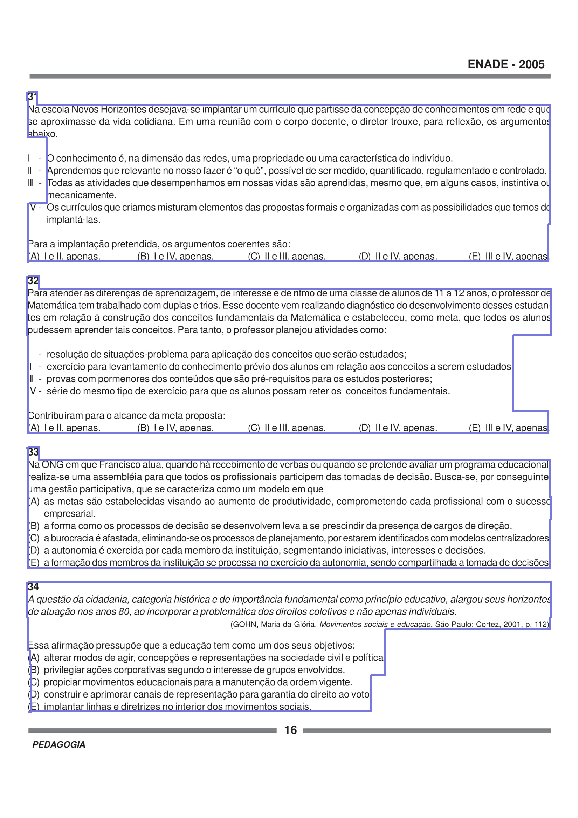 ENADE - 2005
31
Na escola Novos Horizontes desejava-se implantar um currículo que partisse da concepção de conhecimentos em rede e que
se aproximasse da vida cotidiana. Em uma reunião com o corpo docente, o diretor trouxe, para reflexão, os argumentos
abaixo.
I - O conhecimento é, na dimensão das redes, uma propriedade ou uma característica do indivíduo.
II - Aprendemos que relevante no nosso fazer é "o quê", possível de ser medido, quantificado, regulamentado e controlado.
III - Todas as atividades que desempenhamos em nossas vidas são aprendidas, mesmo que, em alguns casos, instintiva ou
mecanicamente.
IV - Os currículos que criamos misturam elementos das propostas formais e organizadas com as possibilidades que temos de
implantá-las.
Para a implantação pretendida, os argumentos coerentes são:
(A) I e II, apenas. (B) I e IV, apenas. (C) II e III, apenas. (D) II e IV, apenas. (E) III e IV, apenas.
32
Para atender as diferenças de aprendizagem, de interesse e de ritmo de uma classe de alunos de 11 a 12 anos, o professor de
Matemática tem trabalhado com duplas e trios. Esse docente vem realizando diagnóstico do desenvolvimento desses estudan-
tes em relação à construção dos conceitos fundamentais da Matemática e estabeleceu, como meta, que todos os alunos
pudessem aprender tais conceitos. Para tanto, o professor planejou atividades como:
I - resolução de situações-problema para aplicação dos conceitos que serão estudados;
II - exercício para levantamento do conhecimento prévio dos alunos em relação aos conceitos a serem estudados;
III - provas com pormenores dos conteúdos que são pré-requisitos para os estudos posteriores;
IV - série do mesmo tipo de exercício para que os alunos possam reter os conceitos fundamentais.
Contribuíram para o alcance da meta proposta:
(A) I e II, apenas. (B) I e IV, apenas. (C) II e III, apenas. (D) II e IV, apenas. (E) III e IV, apenas.
33
Na ONG em que Francisco atua, quando há recebimento de verbas ou quando se pretende avaliar um programa educacional,
realiza-se uma assembléia para que todos os profissionais participem das tomadas de decisão. Busca-se, por conseguinte,
uma gestão participativa, que se caracteriza como um modelo em que
(A) as metas são estabelecidas visando ao aumento de produtividade, comprometendo cada profissional com o sucesso
empresarial.
(B) a forma como os processos de decisão se desenvolvem leva a se prescindir da presença de cargos de direção.
(C) a burocracia é afastada, eliminando-se os processos de planejamento, por estarem identificados com modelos centralizadores.
(D) a autonomia é exercida por cada membro da instituição, segmentando iniciativas, interesses e decisões.
(E) a formação dos membros da instituição se processa no exercício da autonomia, sendo compartilhada a tomada de decisões.
34
A questão da cidadania, categoria histórica e de importância fundamental como princípio educativo, alargou seus horizontes
de atuação nos anos 80, ao incorporar a problemática dos direitos coletivos e não apenas individuais.
(GOHN, Maria da Glória. Movimentos sociais e educação. São Paulo: Cortez, 2001, p. 112)
Essa afirmação pressupõe que a educação tem como um dos seus objetivos:
(A) alterar modos de agir, concepções e representações na sociedade civil e política.
(B) privilegiar ações corporativas segundo o interesse de grupos envolvidos.
(C) propiciar movimentos educacionais para a manutenção da ordem vigente.
(D) construir e aprimorar canais de representação para garantia do direito ao voto.
(E) implantar linhas e diretrizes no interior dos movimentos sociais.
16
PEDAGOGIA